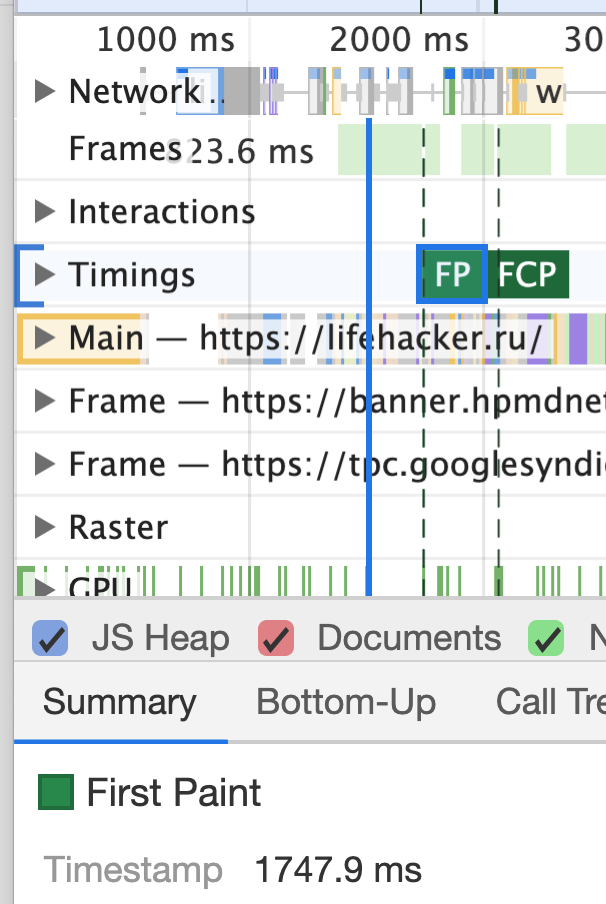 1000 ms 2000 ms 30
Network ... w
Frames 23.6 ms
Interactions
Timings FP FCP
Main — https://lifehacker.ru/
Frame — https://banner.hpmdnet
Frame — https://tpc.googlesyndi
Raster
GPU
JS Heap Documents N
Summary Bottom-Up Call Tre
First Paint
Timestamp 1747.9 ms